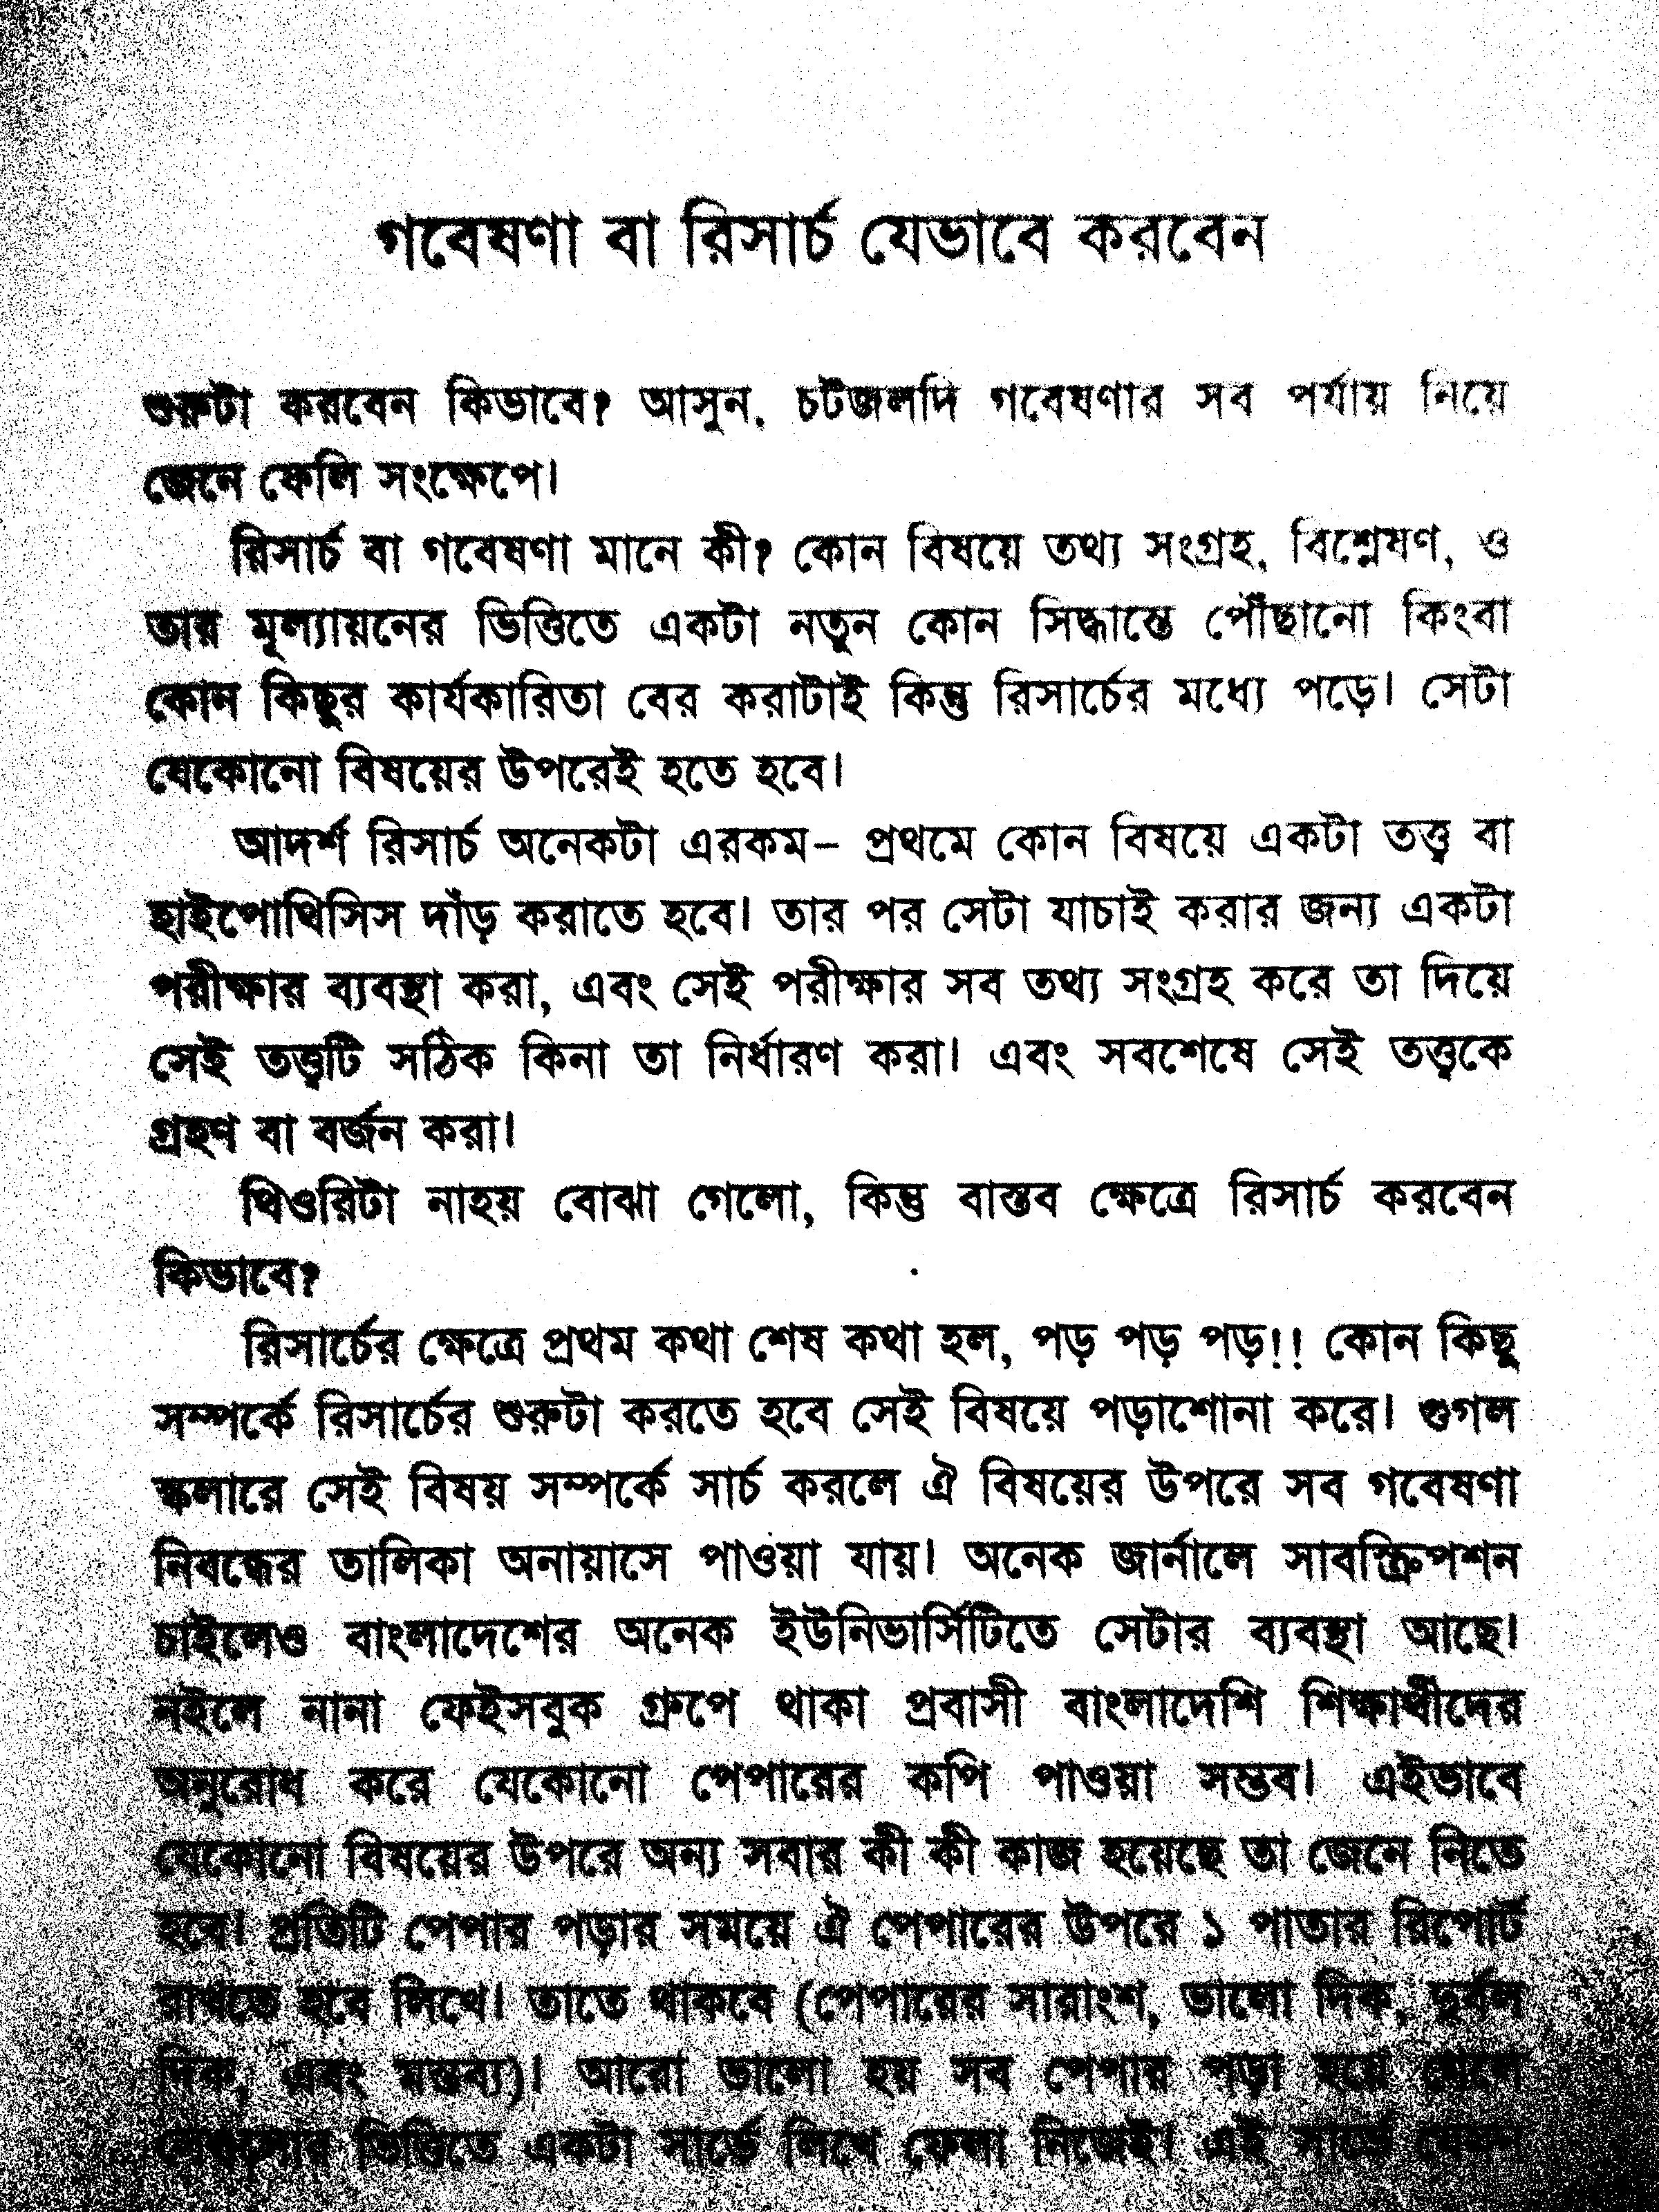 গবেষণা বা রিসার্চ যেভাবে করবেন
শুরুটা করবেন কিভাবে? আসুন, চটজলদি গবেষণার সব পর্যায় নিয়ে
জেনে ফেলি সংক্ষেপে।
রিসার্চ বা গবেষণা মানে কী? কোন বিষয়ে তথ্য সংগ্রহ, বিশ্লেষণ, ও
তার মূল্যায়নের ভিত্তিতে একটা নতুন কোন সিদ্ধান্তে পৌঁছানো কিংবা
কোন কিছুর কার্যকারিতা বের করাটাই কিন্তু রিসার্চের মধ্যে পড়ে। সেটা
যেকোনো বিষয়ের উপরেই হতে হবে।
আদর্শ রিসার্চ অনেকটা এরকম– প্রথমে কোন বিষয়ে একটা তত্ত্ব বা
হাইপোথিসিস দাঁড় করাতে হবে। তার পর সেটা যাচাই করার জন্য একটা
পরীক্ষার ব্যবস্থা করা, এবং সেই পরীক্ষার সব তথ্য সংগ্রহ করে তা দিয়ে
সেই তত্ত্বটি সঠিক কিনা তা নির্ধারণ করা। এবং সবশেষে সেই তত্ত্বকে
গ্রহণ বা বর্জন করা।
থিওরিটা নাহয় বোঝা গেলো, কিন্তু বাস্তব ক্ষেত্রে রিসার্চ করবেন
কিভাবে?
রিসার্চের ক্ষেত্রে প্রথম কথা শেষ কথা হল, পড় পড় পড়!! কোন কিছু
সম্পর্কে রিসার্চের শুরুটা করতে হবে সেই বিষয়ে পড়াশোনা করে। গুগল
স্কলারে সেই বিষয় সম্পর্কে সার্চ করলে ঐ বিষয়ের উপরে সব গবেষণা
নিবন্ধের তালিকা অনায়াসে পাওয়া যায়। অনেক জার্নালে সাবস্ক্রিপশন
চাইলেও বাংলাদেশের অনেক ইউনিভার্সিটিতে সেটার ব্যবস্থা আছে।
নইলে নানা ফেইসবুক গ্রুপে থাকা প্রবাসী বাংলাদেশি শিক্ষার্থীদের
অনুরোধ করে যেকোনো পেপারের কপি পাওয়া সম্ভব। এইভাবে
যেকোনো বিষয়ের উপরে অন্য সবার কী কী কাজ হয়েছে তা জেনে নিতে
হবে। প্রতিটি পেপার পড়ার সময়ে ঐ পেপারের উপরে ১ পাতার রিপোর্ট
রাখতে হবে লিখে। তাতে থাকবে (পেপারের সারাংশ, ভালো দিক, দুর্বল
দিক, এবং মন্তব্য)। আরো ভালো হয় সব পেপার পড়া হয়ে গেলে
সেগুলোর ভিত্তিতে একটা সার্ভে লিখে ফেলা নিজেই। এই সার্ভে